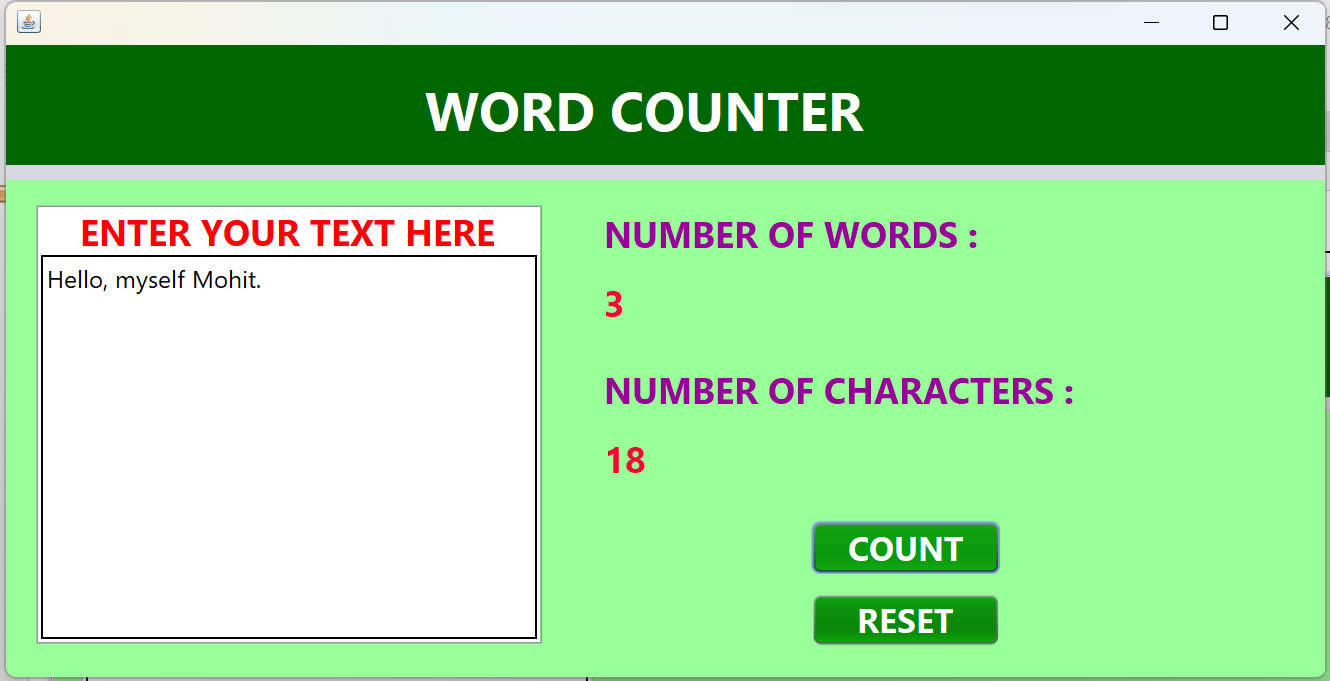 WORD COUNTER
ENTER YOUR TEXT HERE
Hello, myself Mohit.
NUMBER OF WORDS :
3
NUMBER OF CHARACTERS :
18
COUNT
RESET